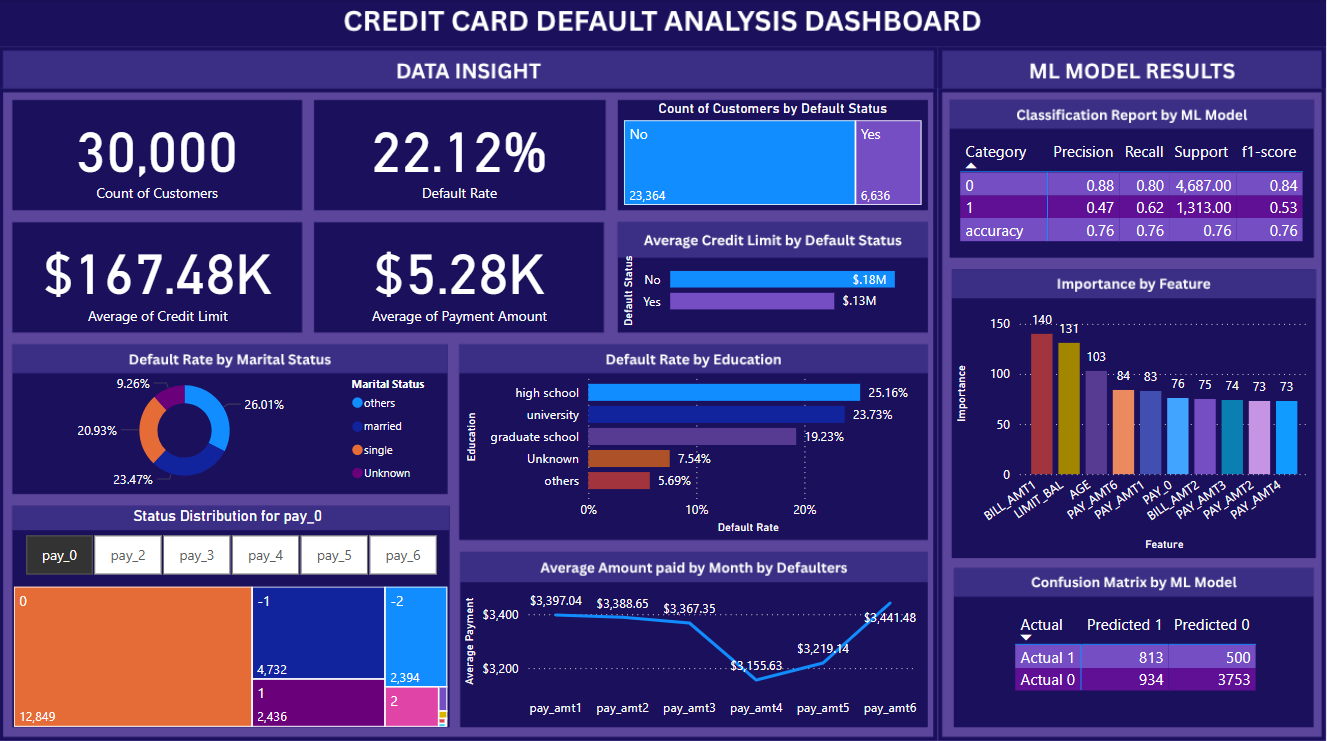 CREDIT CARD DEFAULT ANALYSIS DASHBOARD
DATA INSIGHT
30,000
Count of Customers
22.12%
Default Rate
Count of Customers by Default Status
No
Yes
23,364
6,636
$167.48K
Average of Credit Limit
$5.28K
Average of Payment Amount
Average Credit Limit by Default Status
Default Status
No
$.18M
Yes
$.13M
Default Rate by Marital Status
9.26%
26.01%
20.93%
23.47%
Marital Status
others
married
single
Unknown
Default Rate by Education
Education
high school
25.16%
university
23.73%
graduate school
19.23%
Unknown
7.54%
others
5.69%
0%
10%
20%
Default Rate
Status Distribution for pay_0
pay_0
pay_2
pay_3
pay_4
pay_5
pay_6
0
12,849
-1
4,732
1
2,436
-2
2,394
2
Average Amount paid by Month by Defaulters
Average Payment
$3,400
$3,200
$3,397.04
$3,388.65
$3,367.35
$3,155.63
$3,219.14
$3,441.48
pay_amt1
pay_amt2
pay_amt3
pay_amt4
pay_amt5
pay_amt6
ML MODEL RESULTS
Classification Report by ML Model
Category Precision Recall Support f1-score
0 0.88 0.80 4,687.00 0.84
1 0.47 0.62 1,313.00 0.53
accuracy 0.76 0.76 0.76 0.76
Importance by Feature
Importance
150
100
50
0
140
131
103
84
83
76
75
74
73
73
BILL_AMT1
LIMIT_BAL
AGE
PAY_AMT6
PAY_AMT1
PAY_0
BILL_AMT2
PAY_AMT3
PAY_AMT2
PAY_AMT4
Feature
Confusion Matrix by ML Model
Actual Predicted 1 Predicted 0
Actual 1 813 500
Actual 0 934 3753